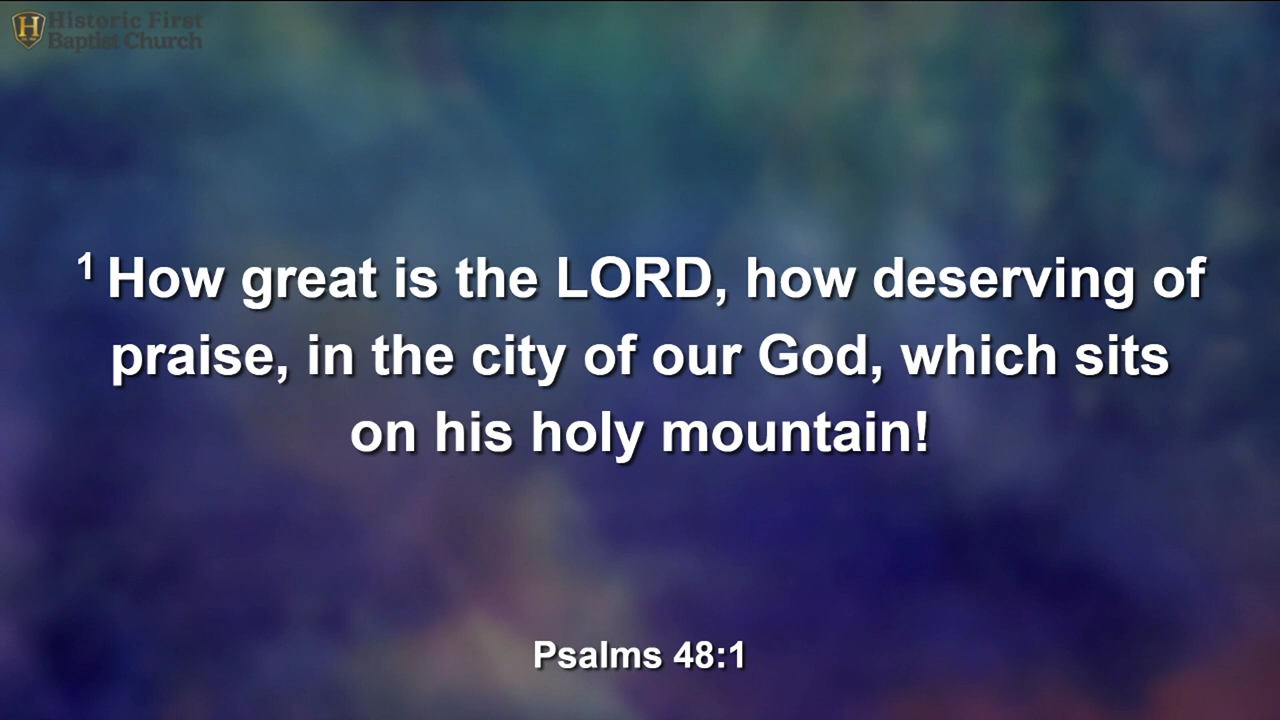 Historic First
Baptist Church
1 How great is the LORD, how deserving of
praise, in the city of our God, which sits
on his holy mountain!
Psalms 48:1